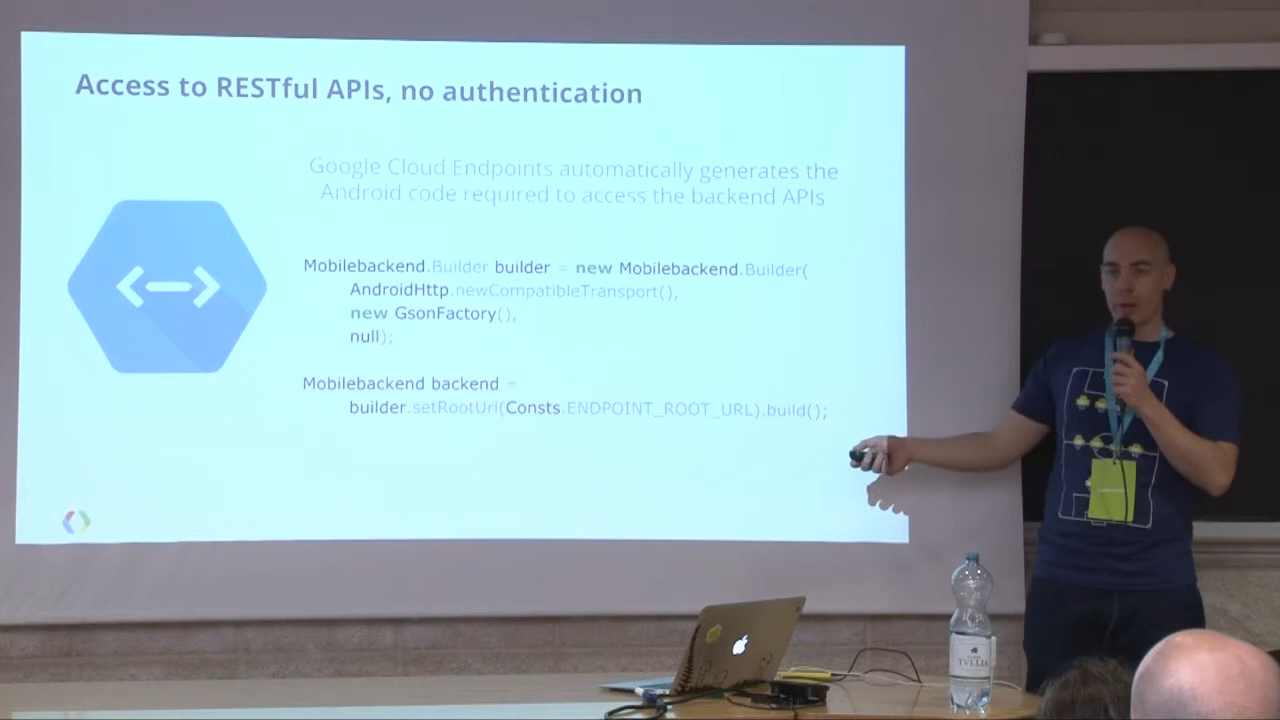 Access to RESTful APIs, no authentication
Google Cloud Endpoints automatically generates the
Android code required to access the backend APIs
Mobilebackend.Builder builder = new Mobilebackend.Builder(
AndroidHttp.newCompatibleTransport(),
new GsonFactory(),
null);
Mobilebackend backend =
builder.setRootUrl(Consts.ENDPOINT_ROOT_URL).build();
TVLLIA